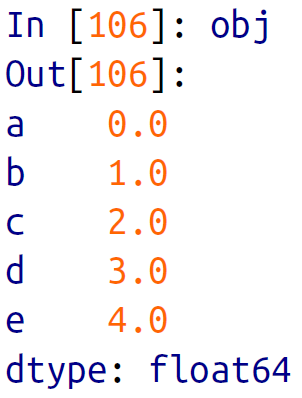 In [106]: obj
Out[106]:
a    0.0
b    1.0
c    2.0
d    3.0
e    4.0
dtype: float64